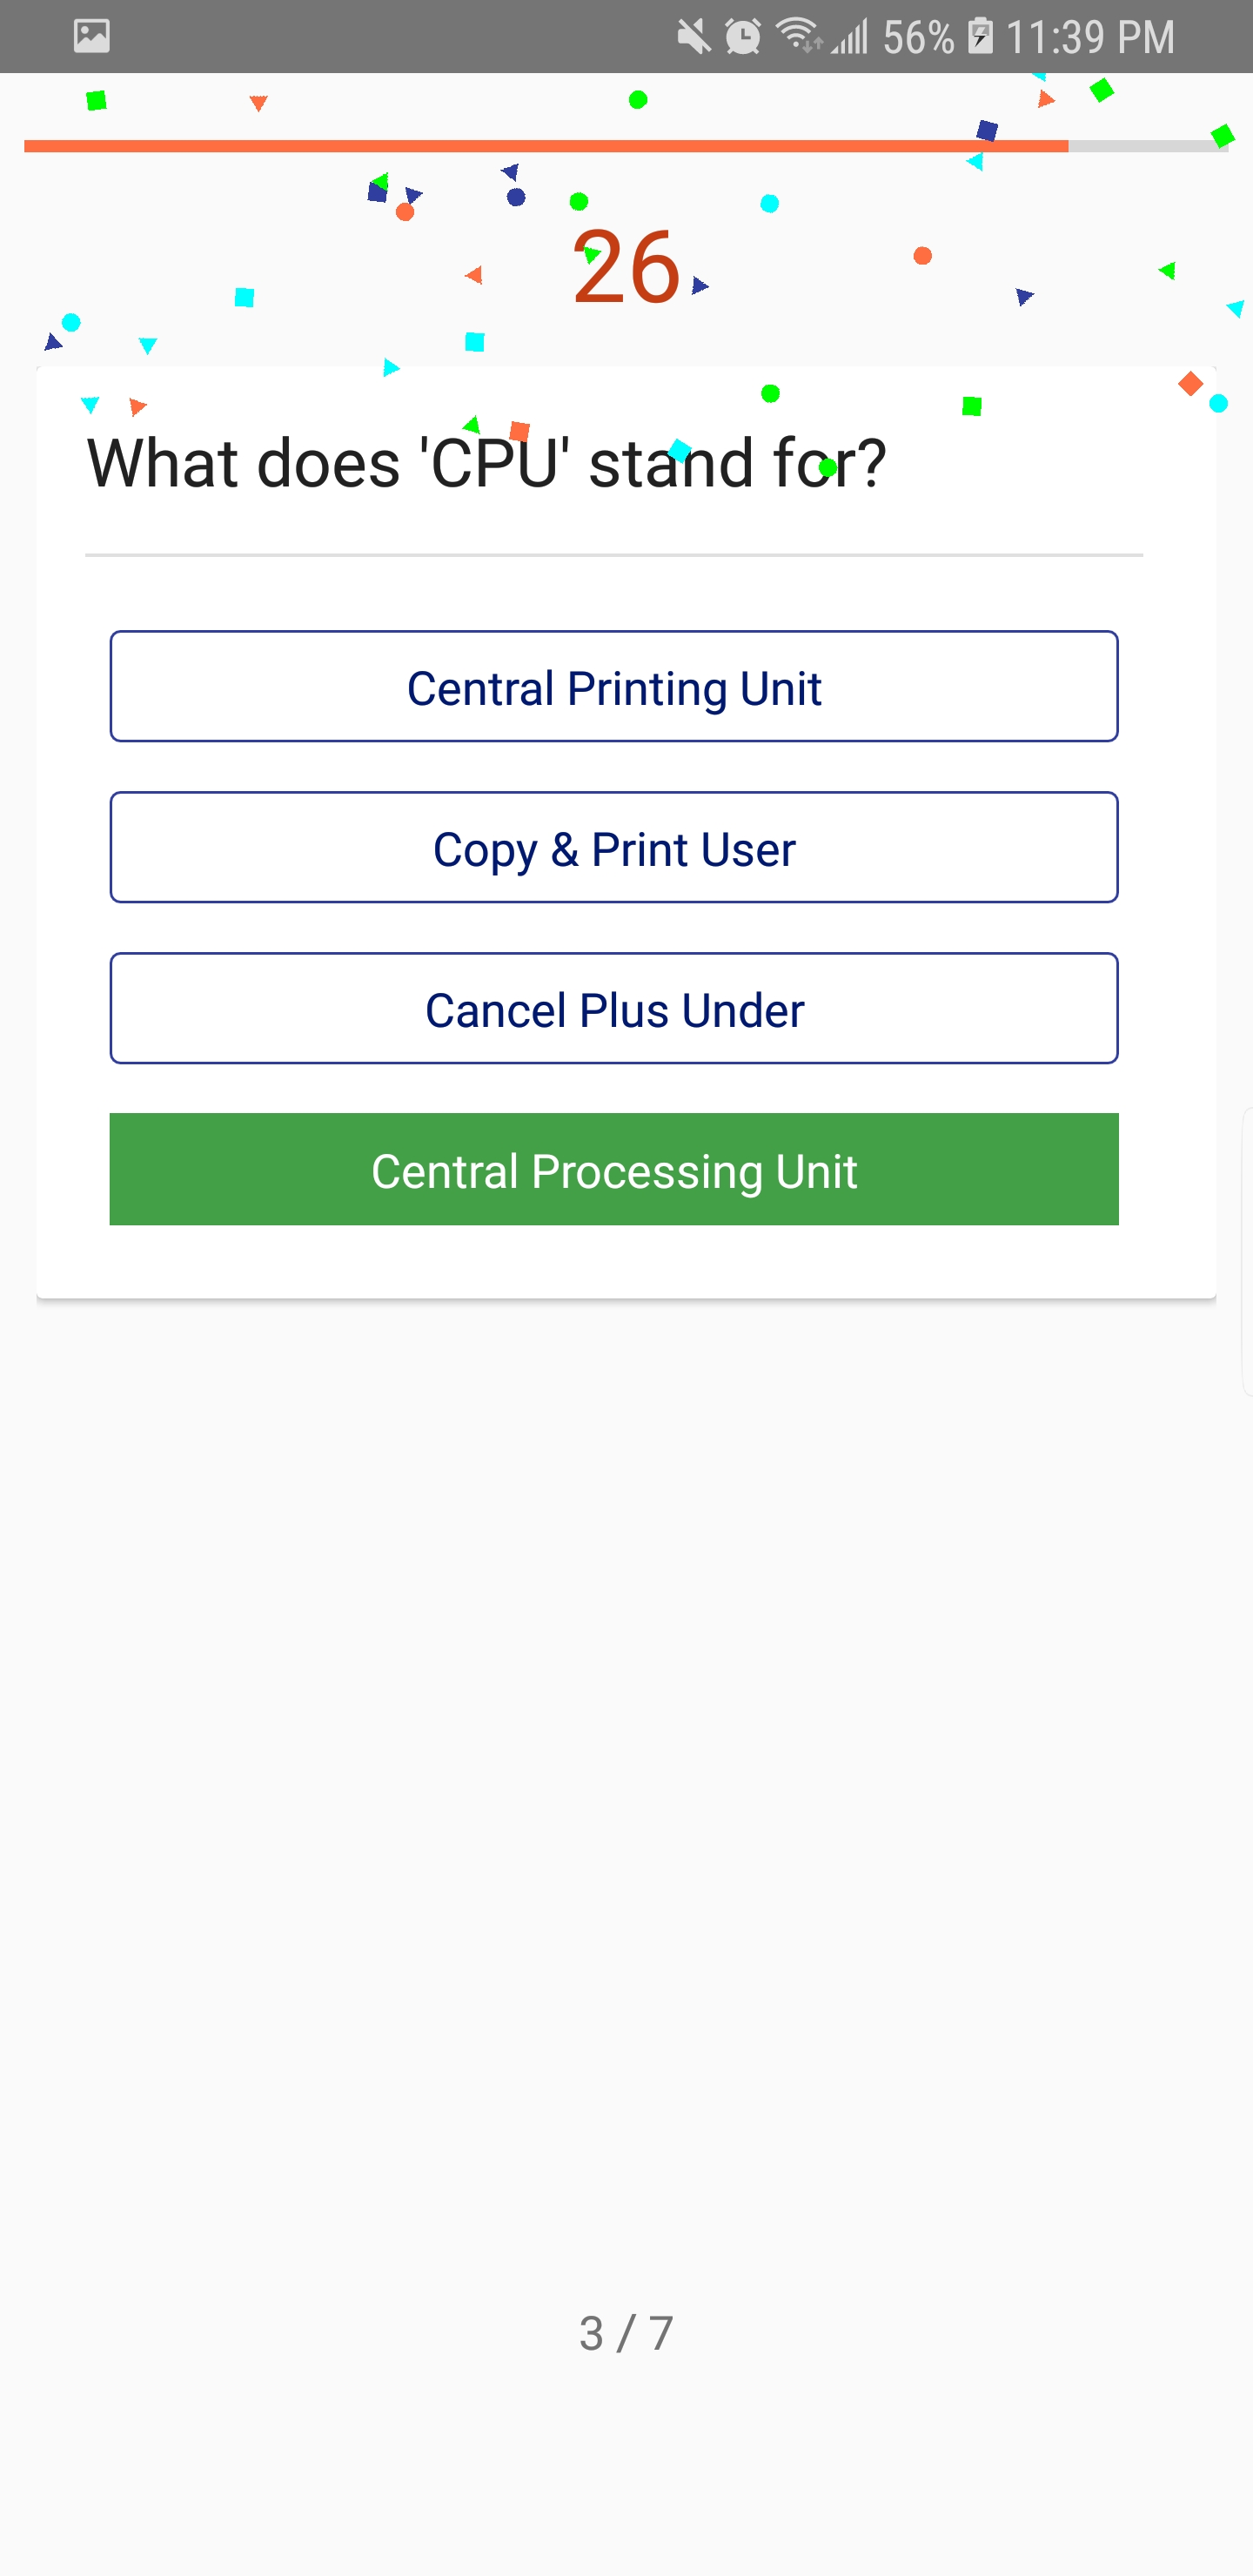 56% 11:39 PM
26
What does 'CPU' stand for?
Central Printing Unit
Copy & Print User
Cancel Plus Under
Central Processing Unit
3 / 7